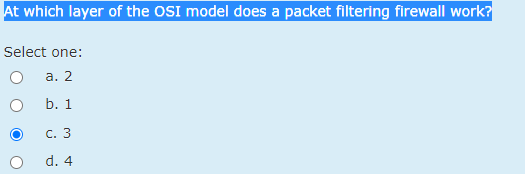 At which layer of the OSI model does a packet filtering firewall work?
Select one:
a. 2
b. 1
c. 3
d. 4